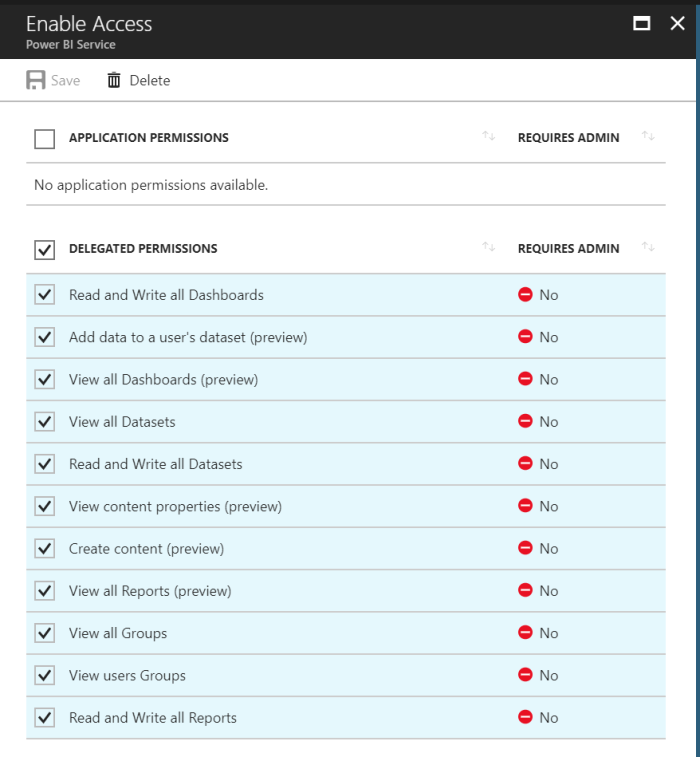 Enable Access
Power BI Service
Save Delete
APPLICATION PERMISSIONS REQUIRES ADMIN
No application permissions available.
DELEGATED PERMISSIONS REQUIRES ADMIN
Read and Write all Dashboards No
Add data to a user's dataset (preview) No
View all Dashboards (preview) No
View all Datasets No
Read and Write all Datasets No
View content properties (preview) No
Create content (preview) No
View all Reports (preview) No
View all Groups No
View users Groups No
Read and Write all Reports No